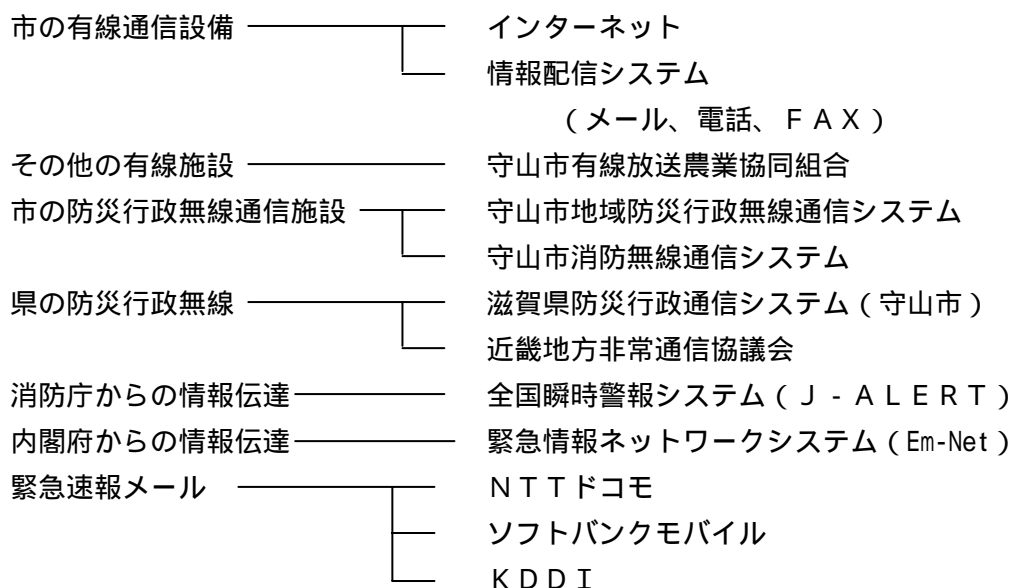 市の有線通信設備 インターネット
情報配信システム
（メール、電話、ＦＡＸ）
その他の有線施設 守山市有線放送農業協同組合
市の防災行政無線通信施設 守山市地域防災行政無線通信システム
守山市消防無線通信システム
県の防災行政無線 滋賀県防災行政通信システム（守山市）
近畿地方非常通信協議会
消防庁からの情報伝達 全国瞬時警報システム（Ｊ‐ＡＬＥＲＴ）
内閣府からの情報伝達 緊急情報ネットワークシステム（Em-Net）
緊急速報メール ＮＴＴドコモ
ソフトバンクモバイル
ＫＤＤＩ